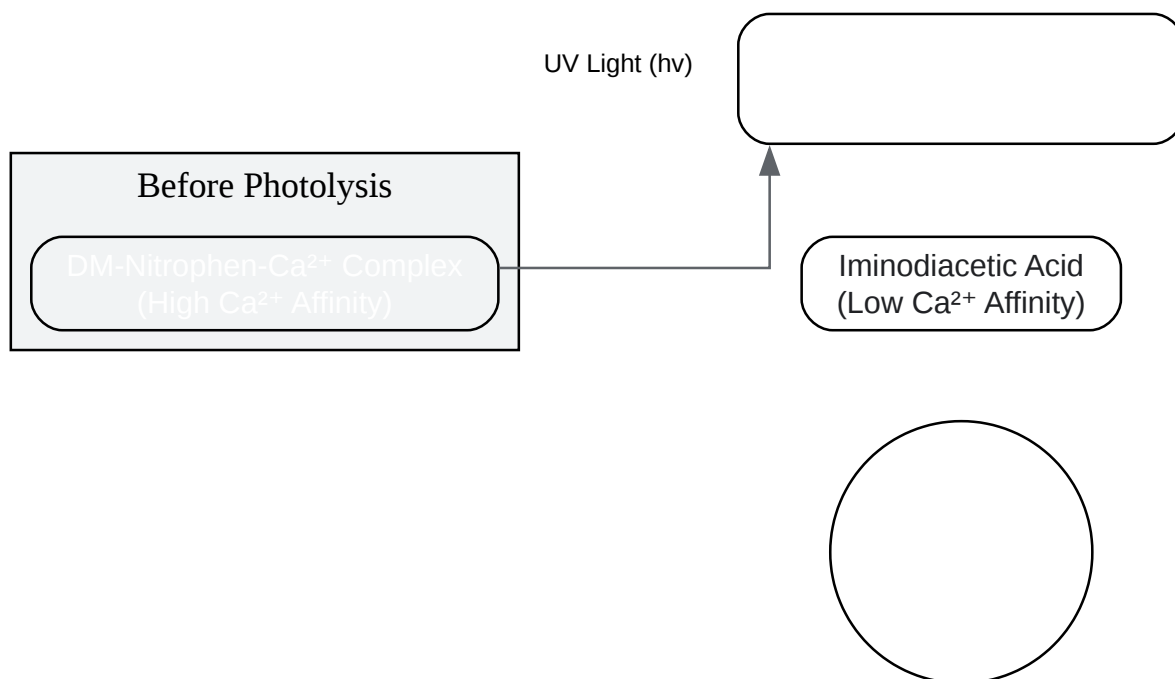 UV Light (hv)
Before Photolysis
DM-Nitrophen-Ca²⁺ Complex
(High Ca²⁺ Affinity)
Iminodiacetic Acid
(Low Ca²⁺ Affinity)